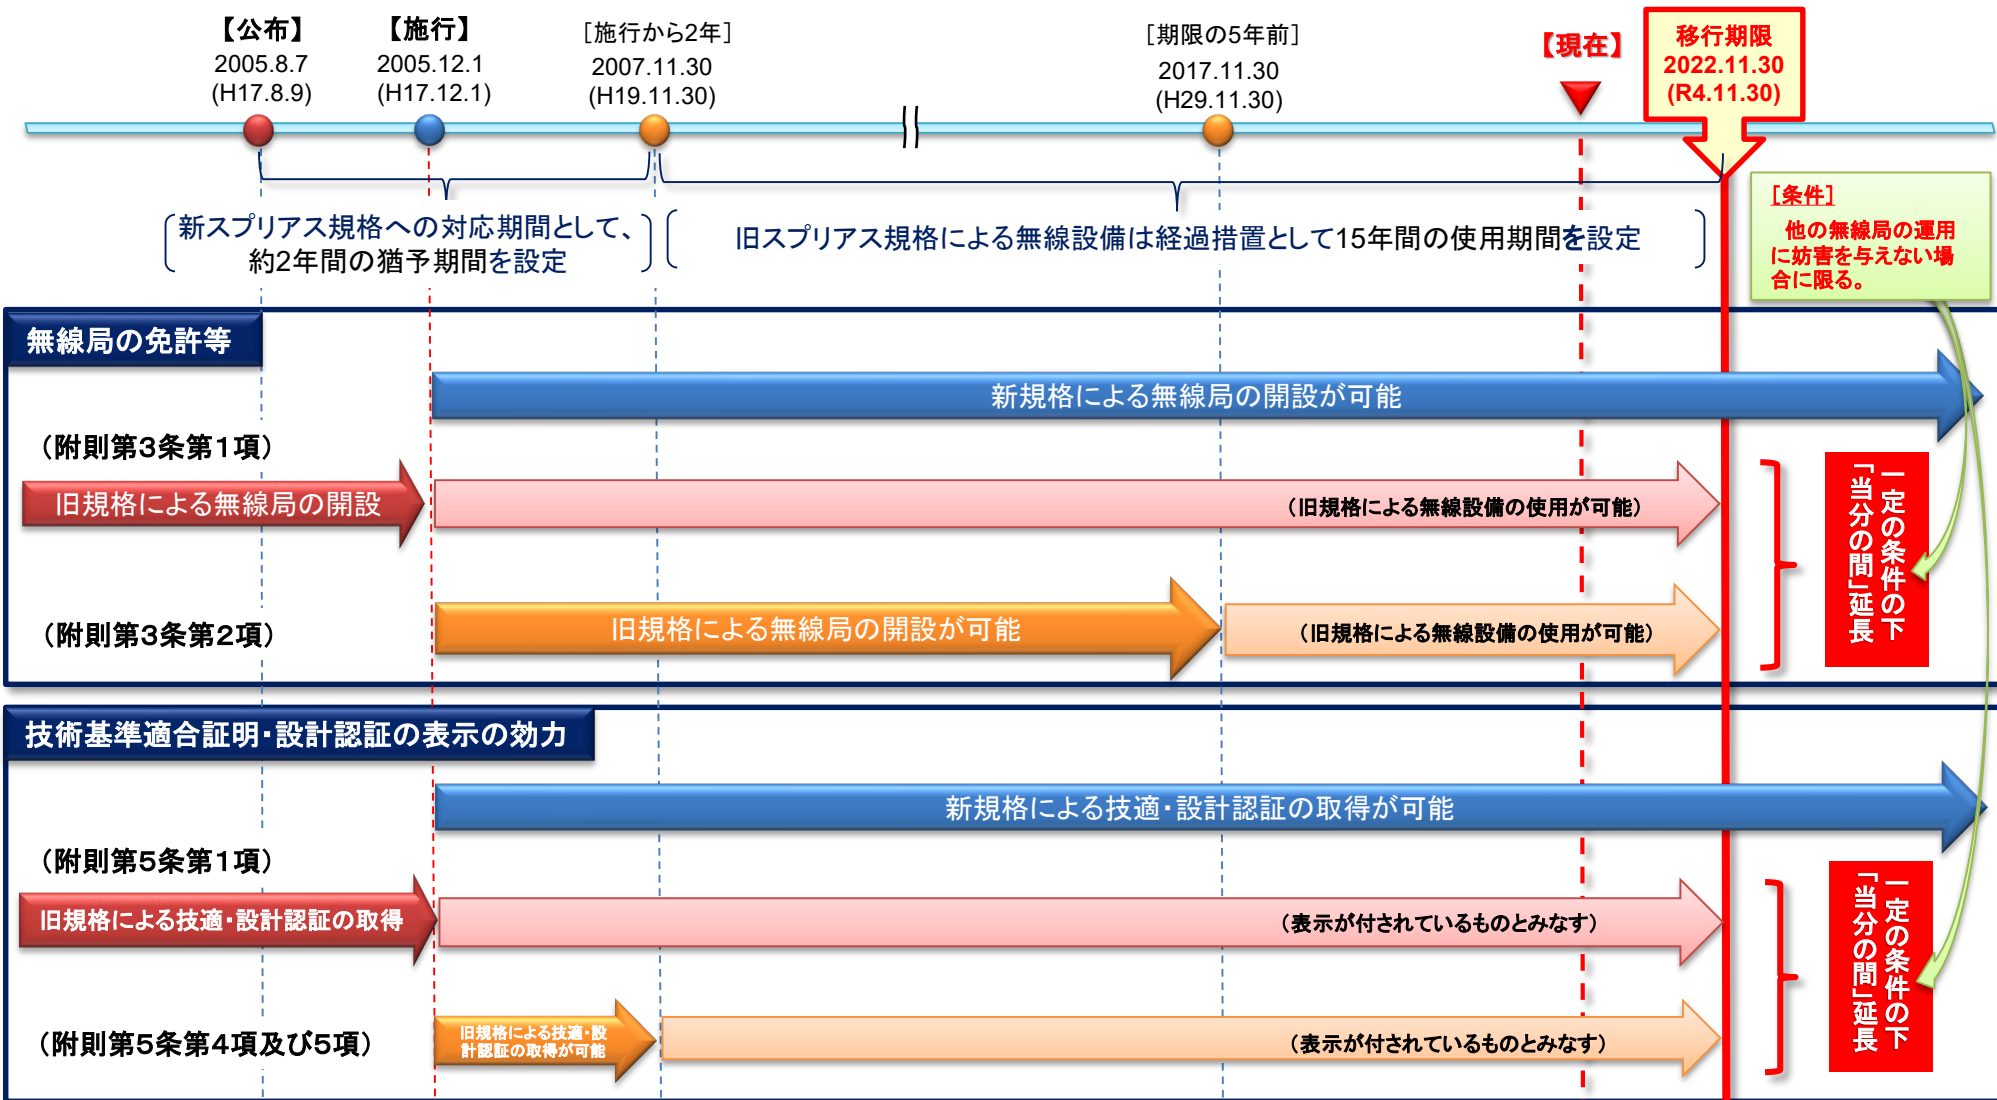 【公布】
2005.8.7
(H17.8.9)
【施行】
2005.12.1
(H17.12.1)
［施行から2年］
2007.11.30
(H19.11.30)
［期限の5年前］
2017.11.30
(H29.11.30)
【現在】
移行期限
2022.11.30
(R4.11.30)
新スプリアス規格への対応期間として、
約2年間の猶予期間を設定
旧スプリアス規格による無線設備は経過措置として15年間の使用期間を設定
［条件］
他の無線局の運用
に妨害を与えない場
合に限る。
無線局の免許等
新規格による無線局の開設が可能
（附則第３条第１項）
旧規格による無線局の開設
（旧規格による無線設備の使用が可能）
（附則第３条第２項）
旧規格による無線局の開設が可能
（旧規格による無線設備の使用が可能）
一定の条件の下
「当分の間」延長
技術基準適合証明・設計認証の表示の効力
新規格による技適・設計認証の取得が可能
（附則第５条第１項）
旧規格による技適・設計認証の取得
（表示が付されているものとみなす）
（附則第５条第４項及び５項）
旧規格による技適・設
計認証の取得が可能
（表示が付されているものとみなす）
一定の条件の下
「当分の間」延長